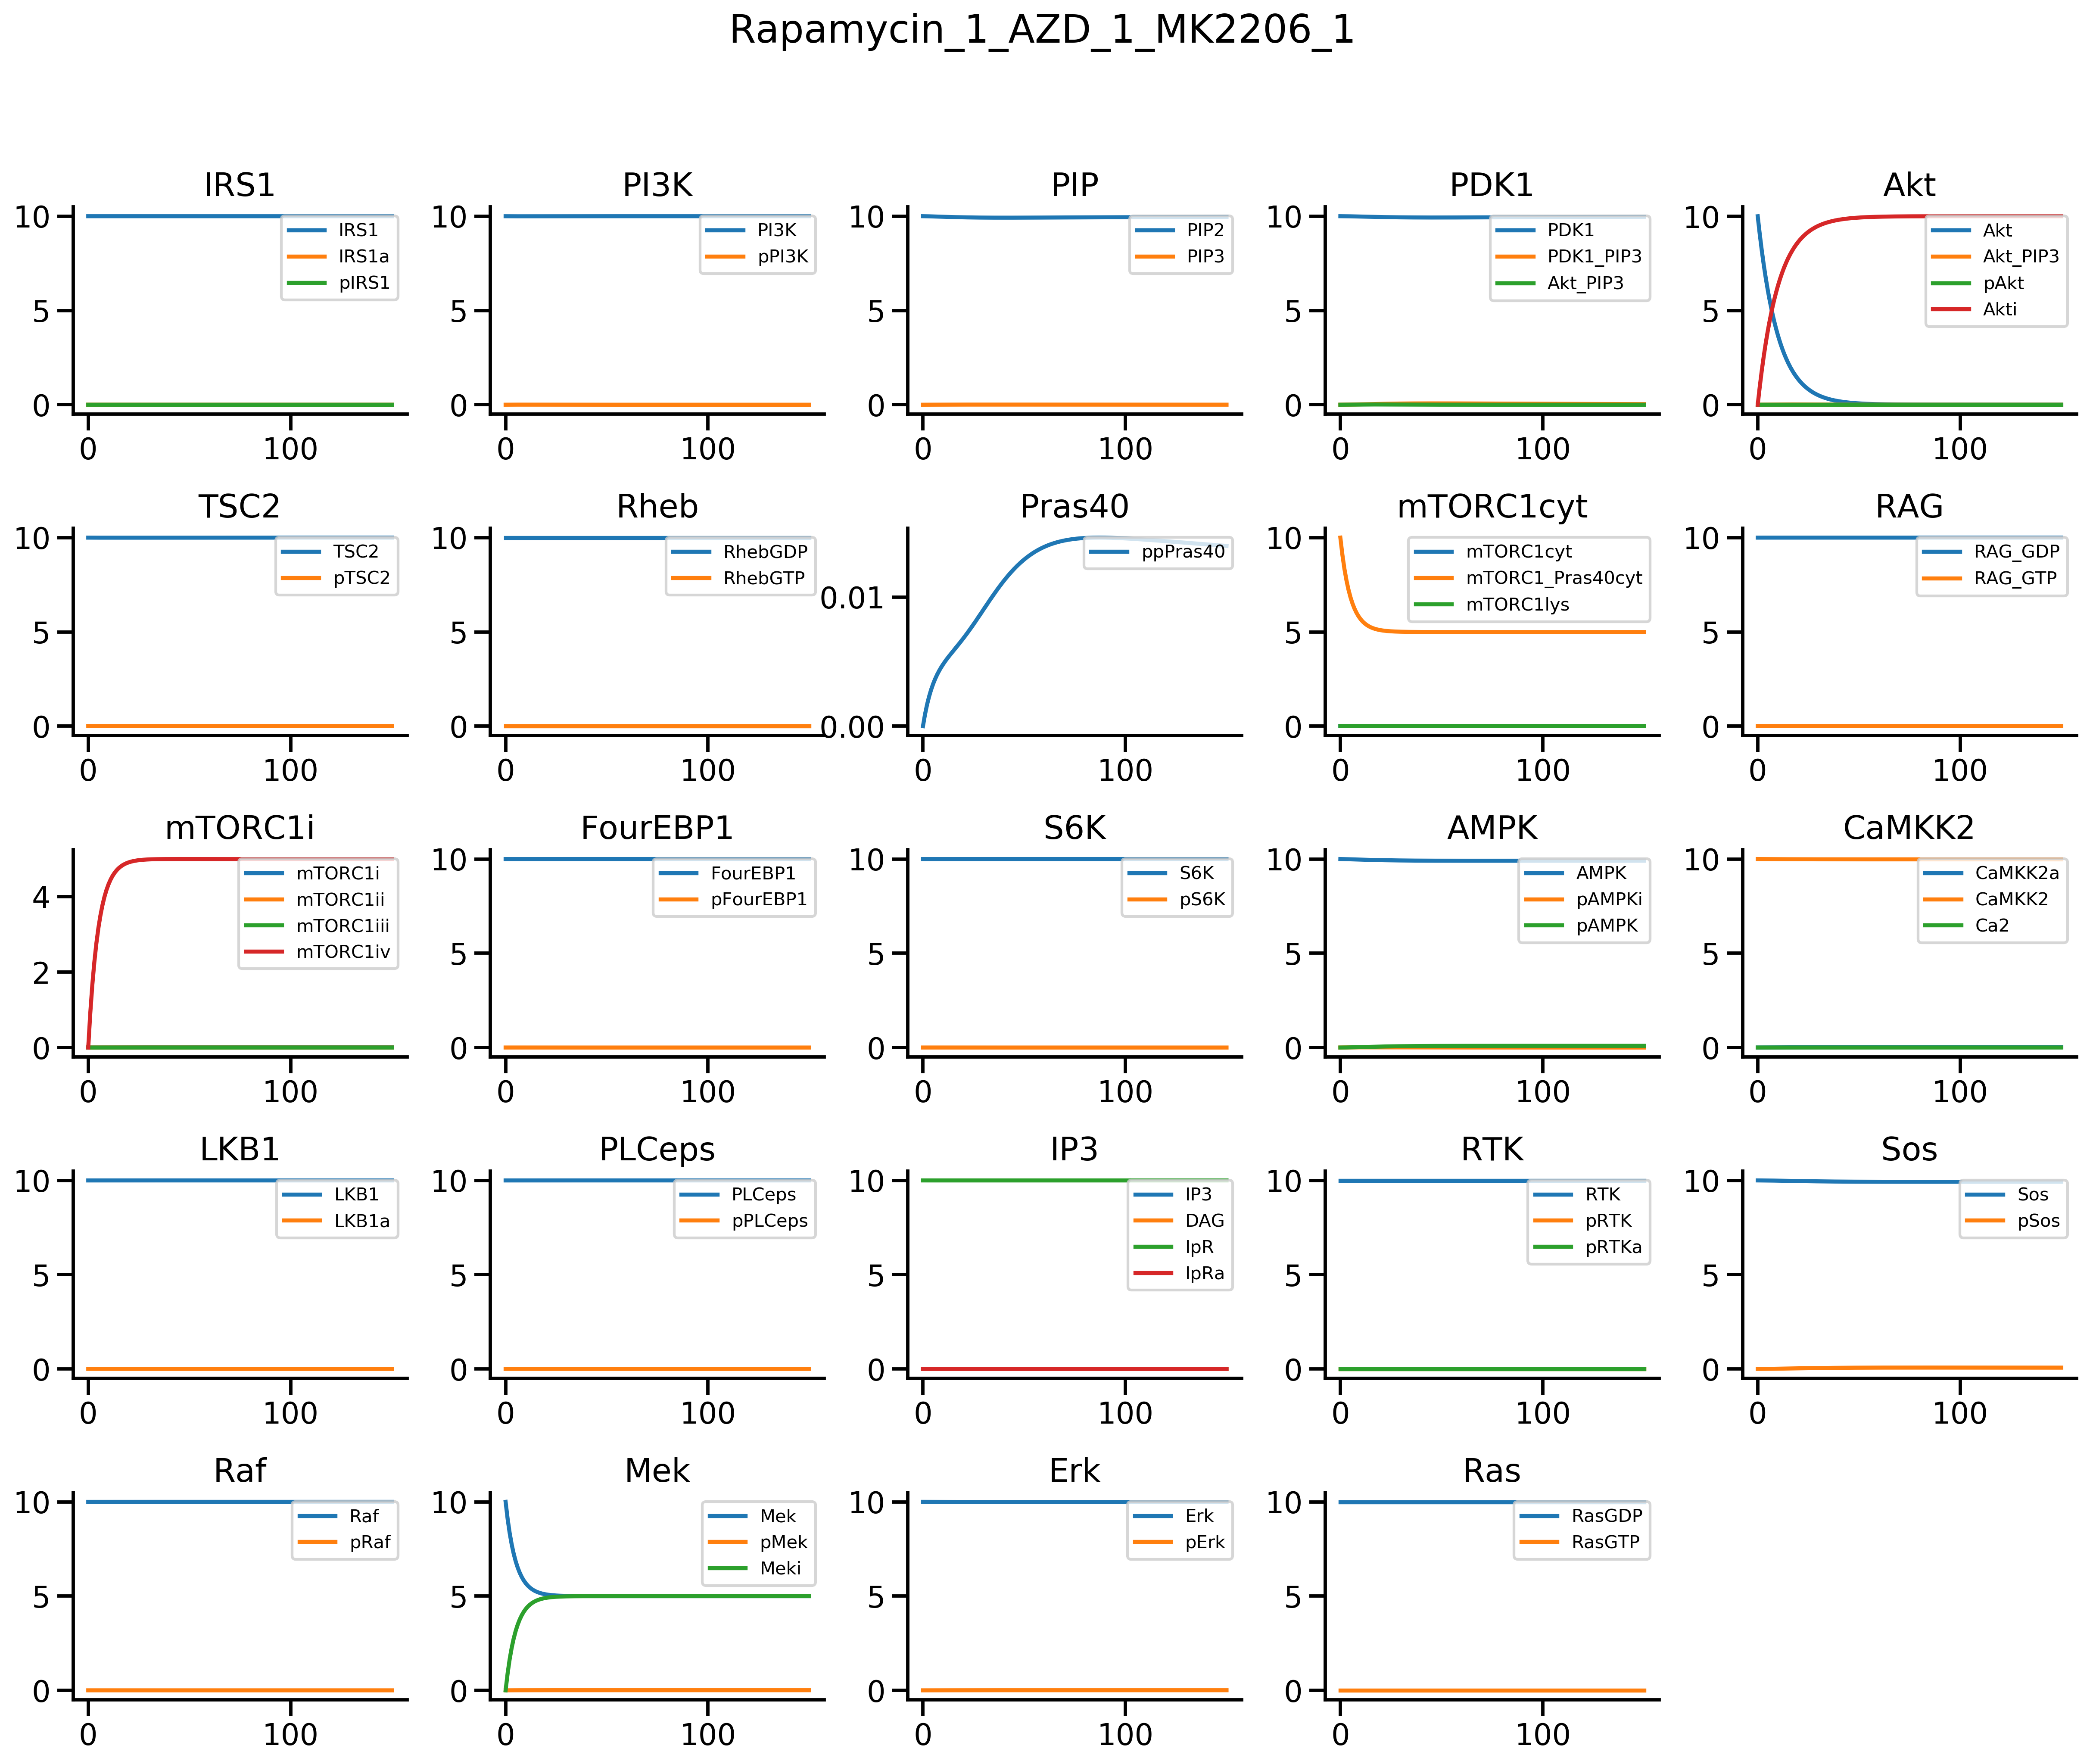 Rapamycin_1_AZD_1_MK2206_1
IRS1
10
5
0
0 100
IRS1
IRS1a
pIRS1
PI3K
10
5
0
0 100
PI3K
pPI3K
PIP
10
5
0
0 100
PIP2
PIP3
PDK1
10
5
0
0 100
PDK1
PDK1_PIP3
Akt_PIP3
Akt
10
5
0
0 100
Akt
Akt_PIP3
pAkt
Akti
TSC2
10
5
0
0 100
TSC2
pTSC2
Rheb
10
5
0
0 100
RhebGDP
RhebGTP
Pras40
0.01
0.00
0 100
ppPras40
mTORC1cyt
10
5
0
0 100
mTORC1cyt
mTORC1_Pras40cyt
mTORC1lys
RAG
10
5
0
0 100
RAG_GDP
RAG_GTP
mTORC1i
4
2
0
0 100
mTORC1i
mTORC1ii
mTORC1iii
mTORC1iv
FourEBP1
10
5
0
0 100
FourEBP1
pFourEBP1
S6K
10
5
0
0 100
S6K
pS6K
AMPK
10
5
0
0 100
AMPK
pAMPKi
pAMPK
CaMKK2
10
5
0
0 100
CaMKK2a
CaMKK2
Ca2
LKB1
10
5
0
0 100
LKB1
LKB1a
PLCeps
10
5
0
0 100
PLCeps
pPLCeps
IP3
10
5
0
0 100
IP3
DAG
IpR
IpRa
RTK
10
5
0
0 100
RTK
pRTK
pRTKa
Sos
10
5
0
0 100
Sos
pSos
Raf
10
5
0
0 100
Raf
pRaf
Mek
10
5
0
0 100
Mek
pMek
Meki
Erk
10
5
0
0 100
Erk
pErk
Ras
10
5
0
0 100
RasGDP
RasGTP